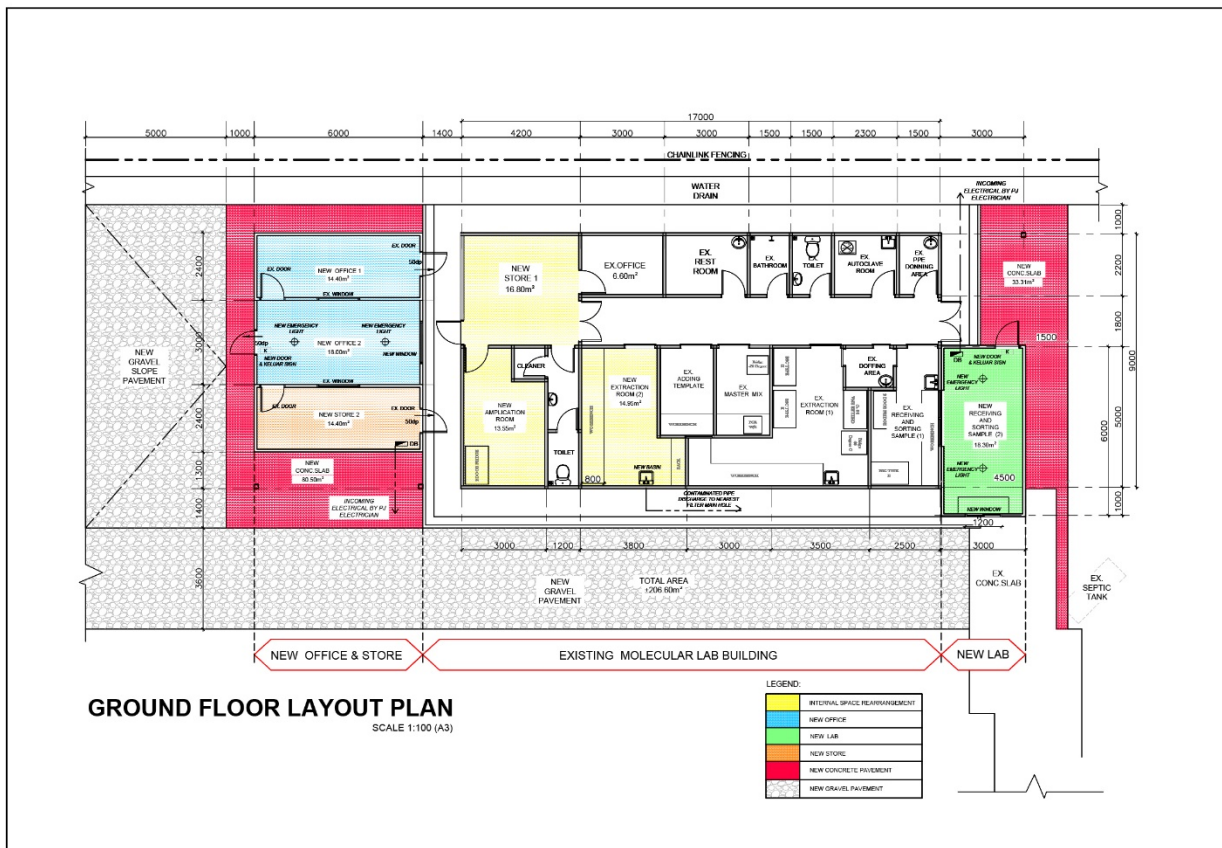 17000
5000
1000
6000
1400
4200
3000
3000
1500
1500
2300
1500
3000
CHAINLINK FENCING
WATER
DRAIN
INCOMING
ELECTRICAL BY PJ
ELECTRICIAN
1000
2200
1800
9000
5000
6000
1000
2400
3000
2400
1300
1400
3600
NEW
GRAVEL
SLOPE
PAVEMENT
EX. DOOR
50dp
EX. DOOR
NEW OFFICE 1
14.40m²
EX. WINDOW
NEW EMERGENCY
LIGHT
NEW EMERGENCY
LIGHT
50dp
K
NEW OFFICE 2
18.00m²
NEW DOOR
& KELUAR SIGN
NEW WINDOW
EX. WINDOW
EX. DOOR
EX. DOOR
50dp
NEW STORE 2
14.40m²
DB
NEW
CONC.SLAB
INCOMING
ELECTRICAL BY PJ
ELECTRICIAN
NEW
STORE 1
16.80m²
EX.OFFICE
6.60m²
EX.
REST
ROOM
EX.
BATHROOM
EX.
TOILET
EX.
AUTOCLAVE
ROOM
EX.
PPE
DONNING
AREA
NEW
CONC.SLAB
33.31m²
1500
CLEANER
NEW
AMPLICATION
ROOM
13.55m²
TOILET
NEW
EXTRACTION
ROOM (2)
14.95m²
NEW BASIN
800
EX.
ADDING
TEMPLATE
EX.
MASTER MIX
EX.
EXTRACTION
ROOM (1)
EX.
DOFFING
AREA
EX.
RECEIVING
AND
SORTING
SAMPLE (1)
CONTAMINATED PIPE
DISCHARGE TO NEAREST
FILTER MAIN HOLE
DB
K
NEW DOOR
& KELUAR SIGN
NEW
EMERGENCY
LIGHT
NEW
RECEIVING
AND
SORTING
SAMPLE (2)
NEW
EMERGENCY
LIGHT
4500
NEW WINDOW
1200
3000
1200
3800
3000
3500
2500
3000
NEW
GRAVEL
PAVEMENT
TOTAL AREA
±206.60m²
EX.
CONC.SLAB
EX.
SEPTIC
TANK
NEW OFFICE & STORE
EXISTING MOLECULAR LAB BUILDING
NEW LAB
GROUND FLOOR LAYOUT PLAN
SCALE 1:100 (A3)
LEGEND:
INTERNAL SPACE REARRANGEMENT
NEW OFFICE
NEW LAB
NEW STORE
NEW CONCRETE PAVEMENT
NEW GRAVEL PAVEMENT